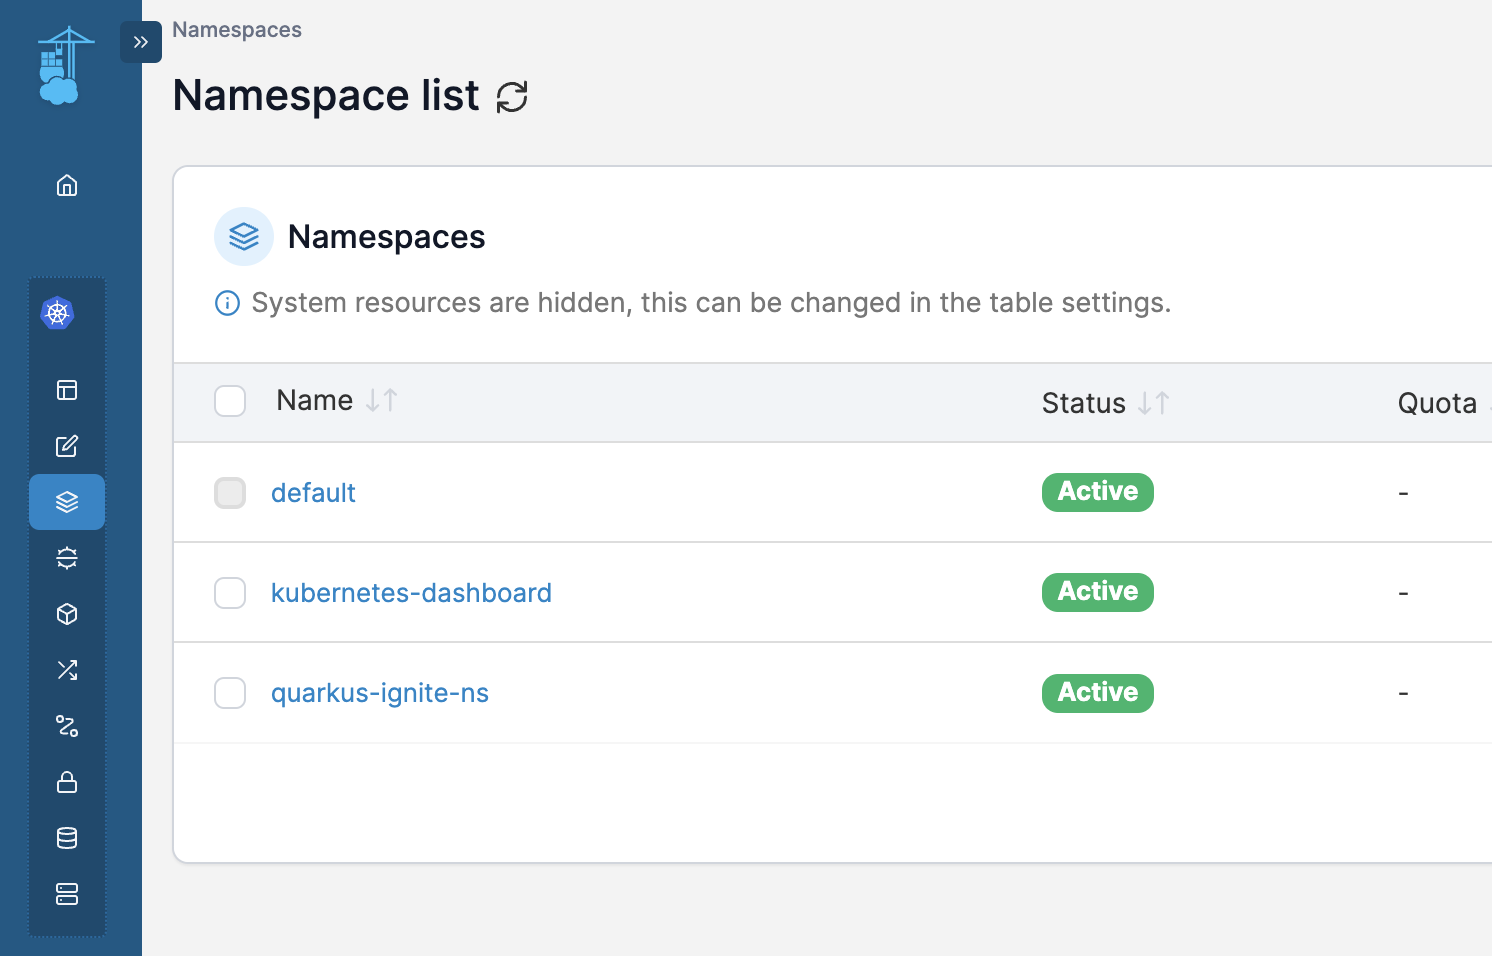 Namespaces
Namespace list
Namespaces
System resources are hidden, this can be changed in the table settings.
Name Status Quota
default Active -
kubernetes-dashboard Active -
quarkus-ignite-ns Active -